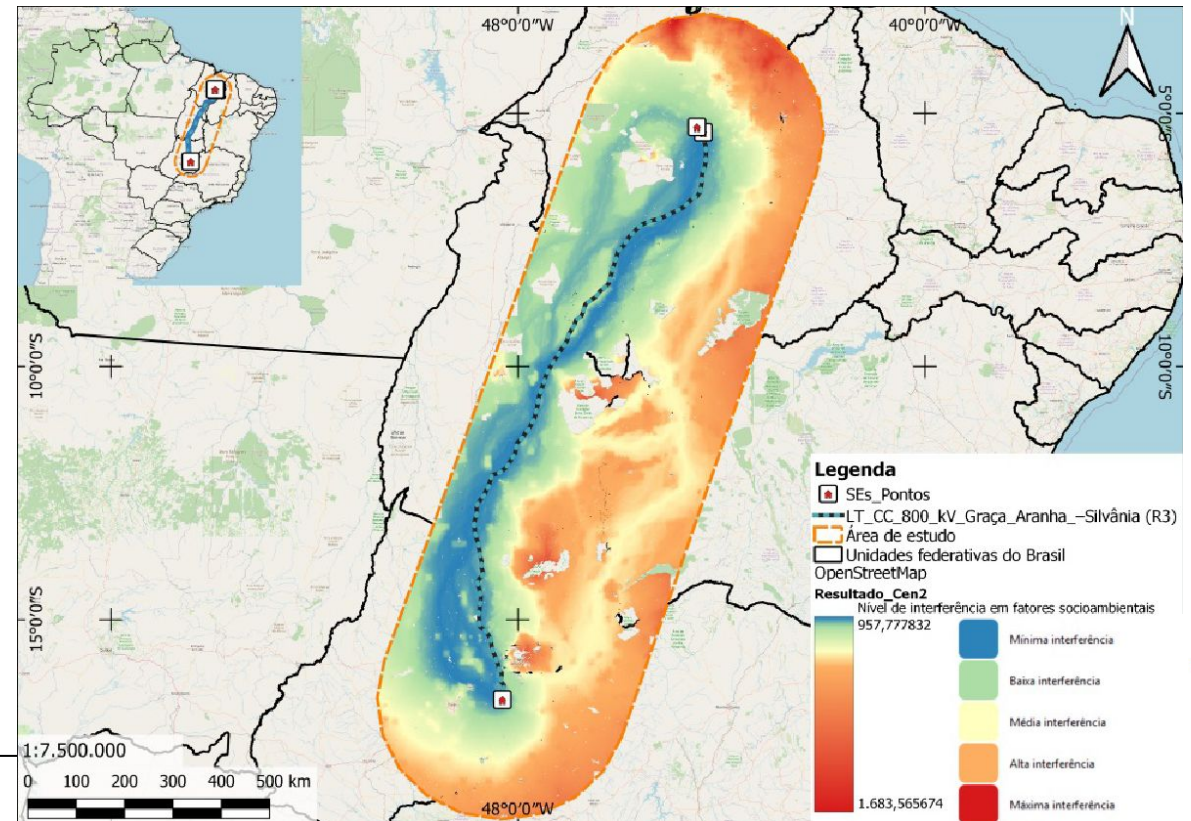 48°0'0"W
40°0'0"W
N
5°0'0"S
10°0'0"S
10°0'0"S
15°0'0"S
Legenda
SEs_Pontos
LT_CC_800_kV_Graça_Aranha_–Silvânia (R3)
Área de estudo
Unidades federativas do Brasil
OpenStreetMap
Resultado_Cen2
Nível de interferência em fatores socioambientais
957,777832
1.683,565674
Mínima interferência
Baixa interferência
Média interferência
Alta interferência
Máxima interferência
1:7.500.000
0 100 200 300 400 500 km
48°0'0"W